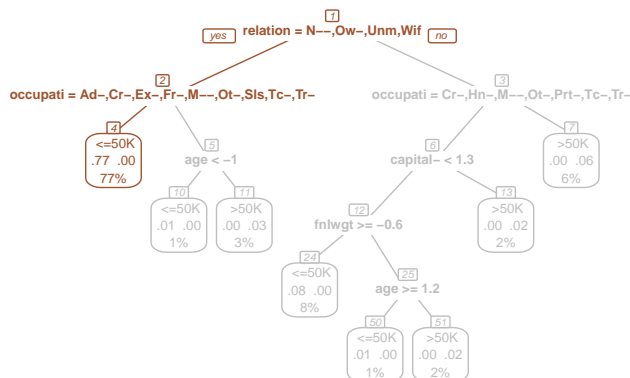 1
relation = N--,Ow-,Unm,Wif
yes
no
2
occupati = Ad-,Cr-,Ex-,Fr-,M--,Ot-,Sls,Tc-,Tr-
3
occupati = Cr-,Hn-,M--,Ot-,Prt-,Tc-,Tr-
4
<=50K
.77 .00
77%
5
age < -1
6
capital- < 1.3
7
>50K
.00 .06
6%
10
<=50K
.01 .00
1%
11
>50K
.00 .03
3%
12
fnlwgt >= -0.6
13
>50K
.00 .02
2%
24
<=50K
.08 .00
8%
25
age >= 1.2
50
<=50K
.01 .00
1%
51
>50K
.00 .02
2%